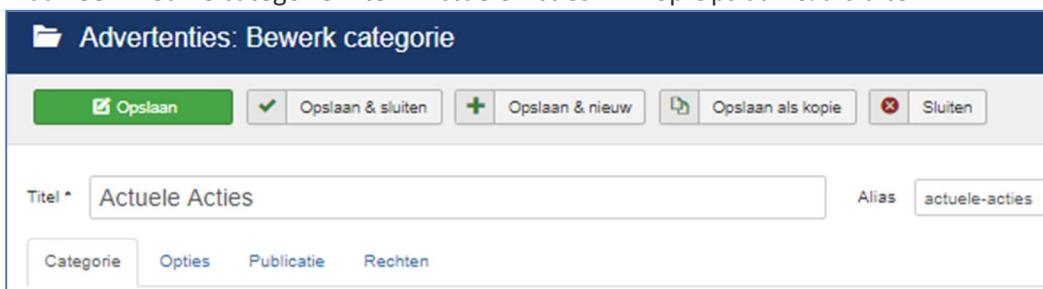 Advertenties: Bewerk categorie
Opslaan Opslaan & sluiten Opslaan & nieuw Opslaan als kopie Sluiten
Titel * Actuele Acties Alias actuele-acties
Categorie Opties Publicatie Rechten